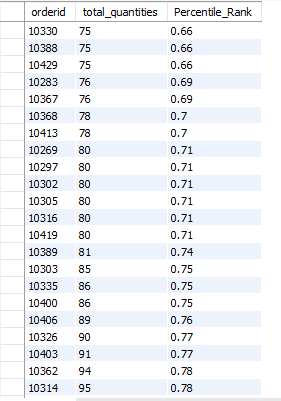 orderid total_quantities Percentile_Rank
10330 75 0.66
10388 75 0.66
10429 75 0.66
10283 76 0.69
10367 76 0.69
10368 78 0.7
10413 78 0.7
10269 80 0.71
10297 80 0.71
10302 80 0.71
10305 80 0.71
10316 80 0.71
10419 80 0.71
10389 81 0.74
10303 85 0.75
10335 86 0.75
10400 86 0.75
10406 89 0.76
10326 90 0.77
10403 91 0.77
10362 94 0.78
10314 95 0.78